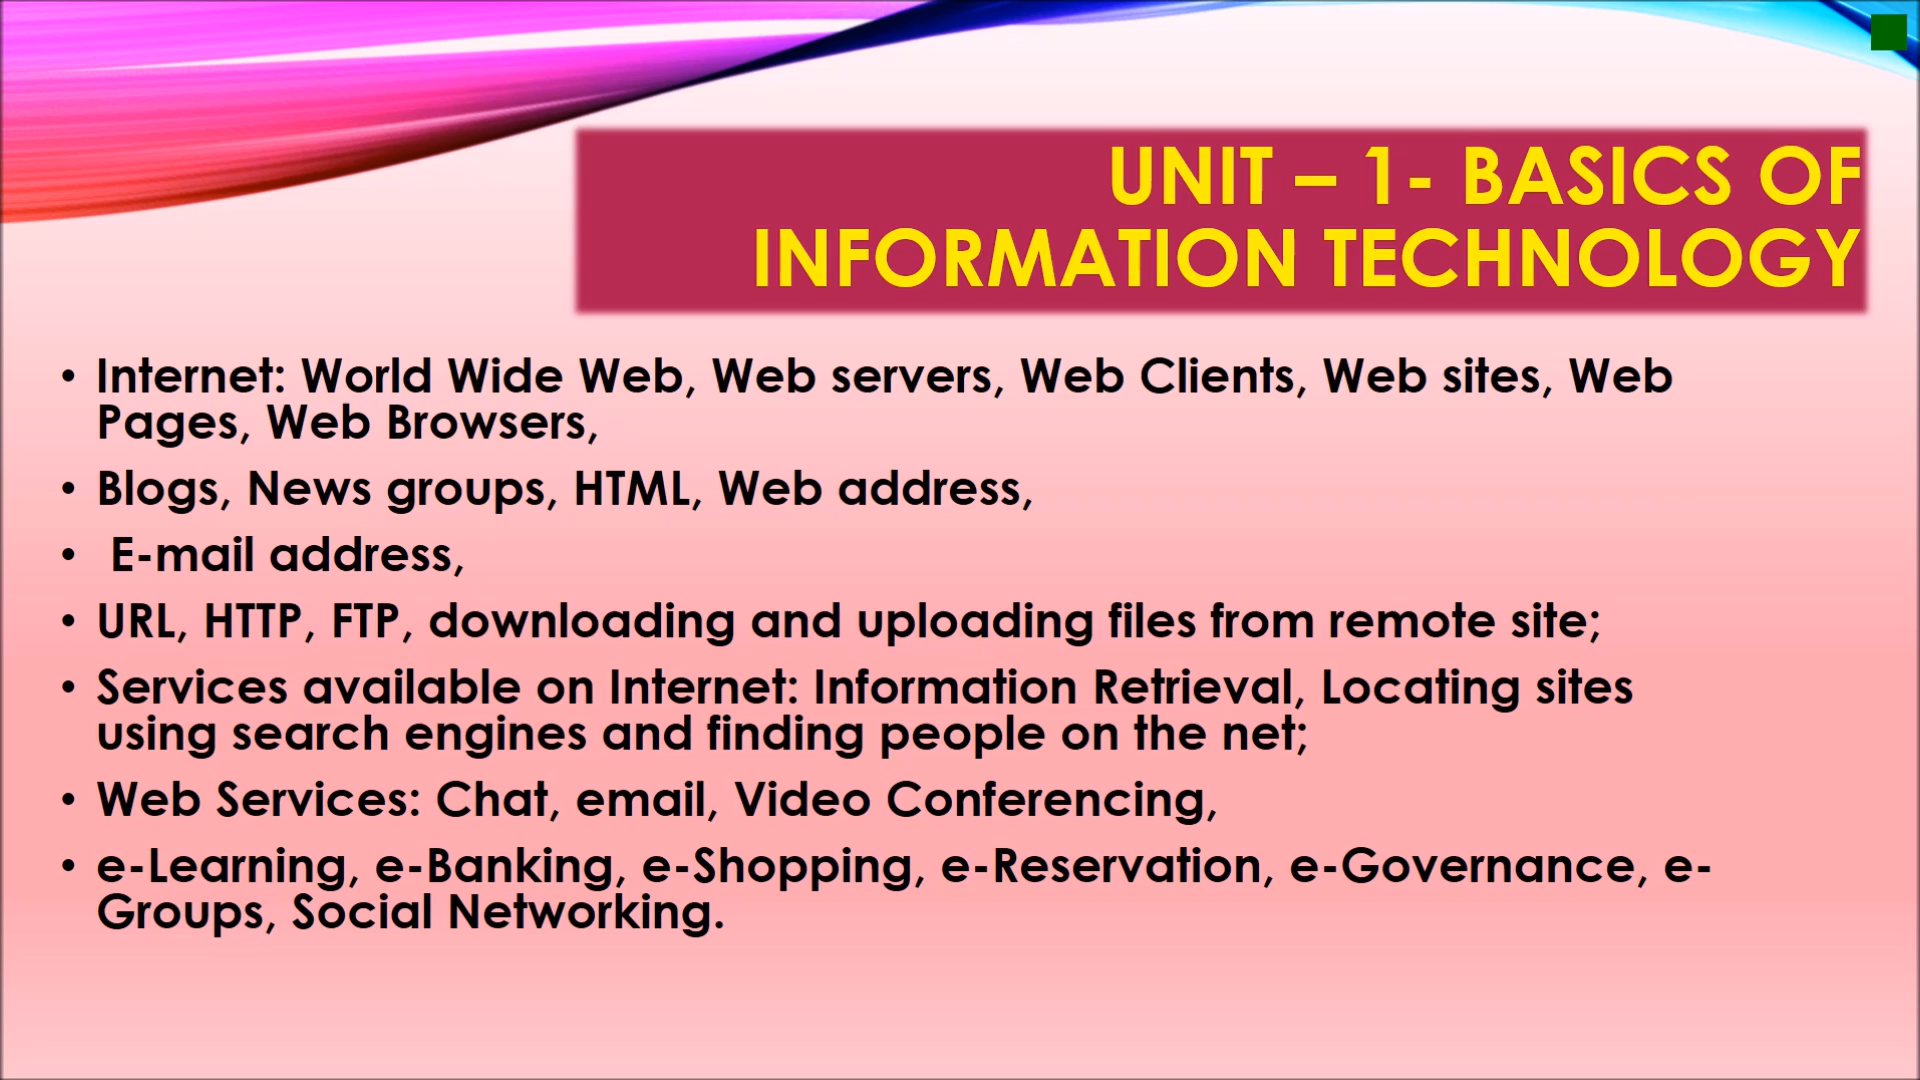 UNIT – 1- BASICS OF
INFORMATION TECHNOLOGY
• Internet: World Wide Web, Web servers, Web Clients, Web sites, Web
Pages, Web Browsers,
• Blogs, News groups, HTML, Web address,
• E-mail address,
• URL, HTTP, FTP, downloading and uploading files from remote site;
• Services available on Internet: Information Retrieval, Locating sites
using search engines and finding people on the net;
• Web Services: Chat, email, Video Conferencing,
• e-Learning, e-Banking, e-Shopping, e-Reservation, e-Governance, e-
Groups, Social Networking.